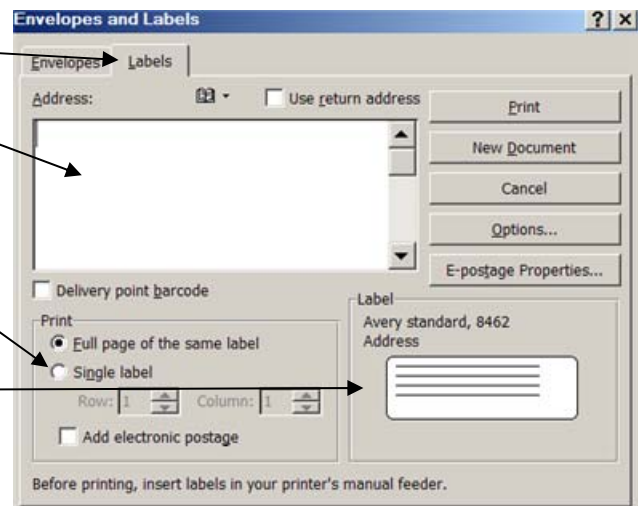 Envelopes and Labels
Envelopes Labels
Address: Use return address
Print
New Document
Cancel
Options...
E-postage Properties...
Delivery point barcode
Print
Full page of the same label
Single label
Row: 1 Column: 1
Add electronic postage
Label
Avery standard, 8462
Address
Before printing, insert labels in your printer's manual feeder.